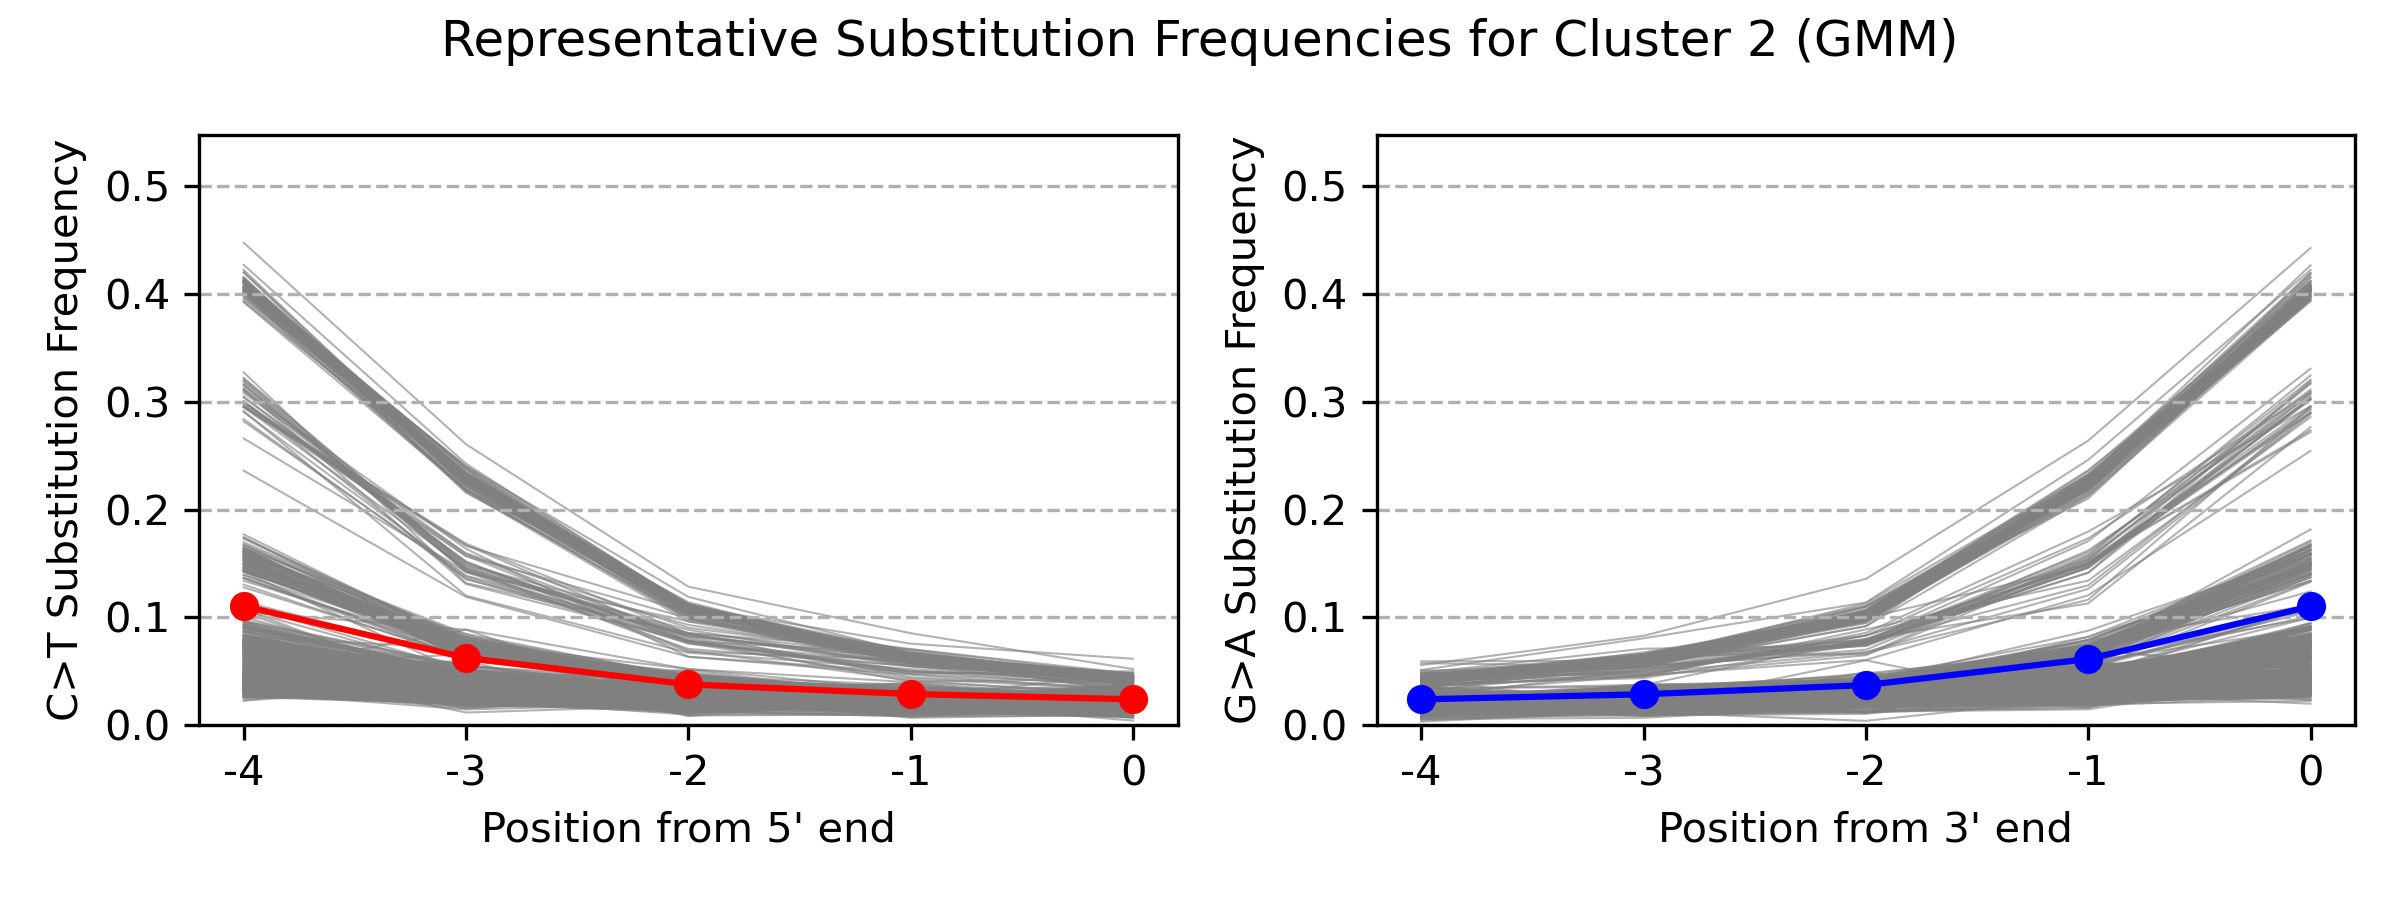 Representative Substitution Frequencies for Cluster 2 (GMM)
C>T Substitution Frequency
0.5
0.4
0.3
0.2
0.1
0.0
-4 -3 -2 -1 0
Position from 5' end
G>A Substitution Frequency
0.5
0.4
0.3
0.2
0.1
0.0
-4 -3 -2 -1 0
Position from 3' end